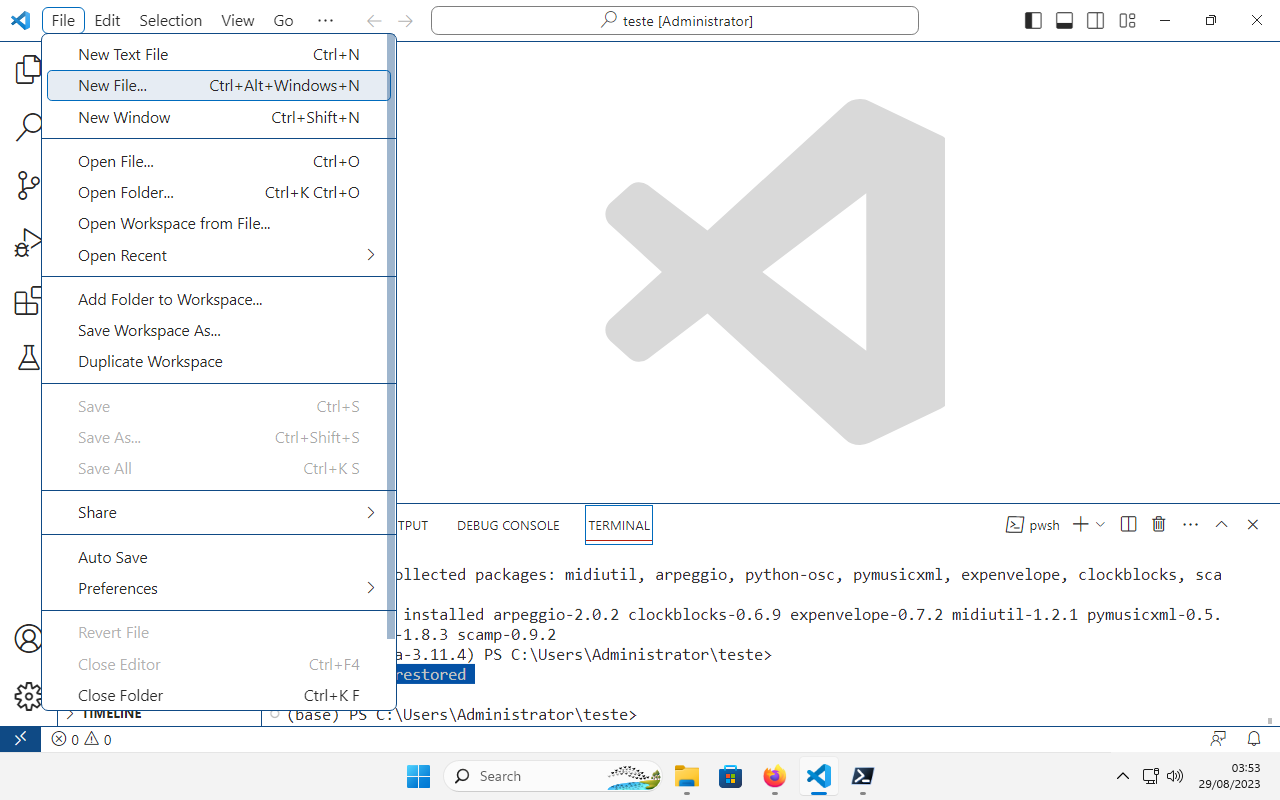 File Edit Selection View Go ··· teste [Administrator]
New Text File Ctrl+N
New File... Ctrl+Alt+Windows+N
New Window Ctrl+Shift+N
Open File... Ctrl+O
Open Folder... Ctrl+K Ctrl+O
Open Workspace from File...
Open Recent
Add Folder to Workspace...
Save Workspace As...
Duplicate Workspace
Save Ctrl+S
Save As... Ctrl+Shift+S
Save All Ctrl+K S
Share
Auto Save
Preferences
Revert File
Close Editor Ctrl+F4
Close Folder Ctrl+K F
TPUT DEBUG CONSOLE TERMINAL pwsh
ollected packages: midiutil, arpeggio, python-osc, pymusicxml, expenvelope, clockblocks, sca
installed arpeggio-2.0.2 clockblocks-0.6.9 expenvelope-0.7.2 midiutil-1.2.1 pymusicxml-0.5.
-1.8.3 scamp-0.9.2
a-3.11.4) PS C:\Users\Administrator\teste>
restored
(base) PS C:\Users\Administrator\teste>
TIMELINE
0 0
Search
03:53
29/08/2023